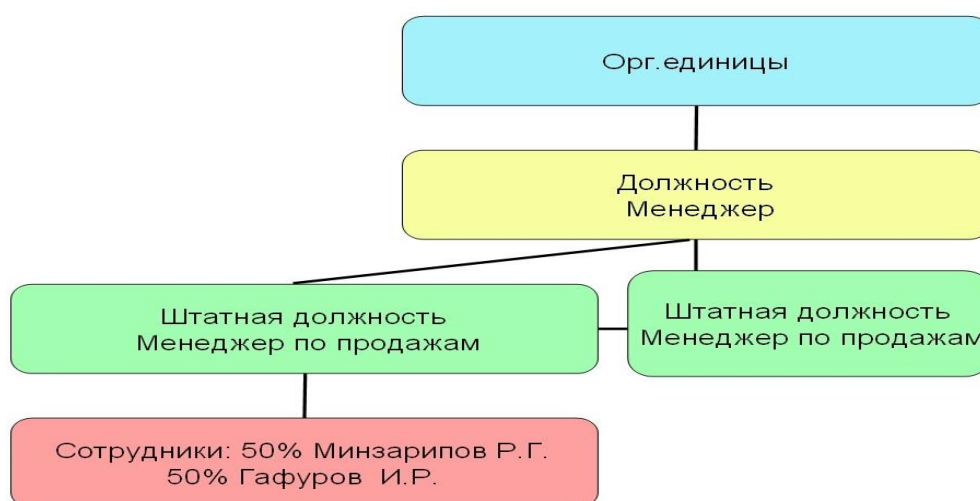 Орг.единицы
Должность
Менеджер
Штатная должность
Менеджер по продажам
Штатная должность
Менеджер по продажам
Сотрудники: 50% Минзарипов Р.Г.
50% Гафуров И.Р.